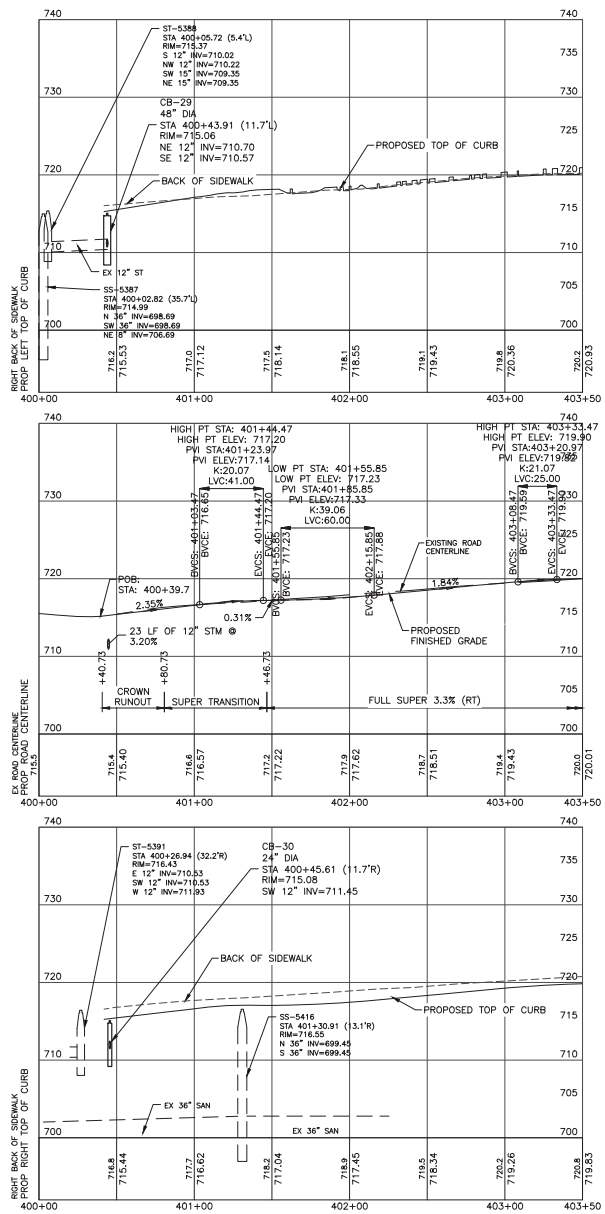 740
740
ST-5388
STA 400+05.72 (5.4'L)
RIM=715.37
S 12" INV=710.02
NW 12" INV=710.22
SW 15" INV=709.35
NE 15" INV=709.35
730
730
CB-29
48" DIA
STA 400+43.91 (11.7'L)
RIM=715.06
NE 12" INV=710.70
SE 12" INV=710.57
725
PROPOSED TOP OF CURB
720
720
BACK OF SIDEWALK
715
710
710
EX 12" ST
SS-5387
STA 400+02.82 (35.7'L)
RIM=714.99
N 36" INV=698.69
SW 36" INV=698.69
NE 8" INV=706.69
705
700
700
RIGHT BACK OF SIDEWALK
PROP LEFT TOP OF CURB
716.2
715.53
717.0
717.12
717.5
718.14
718.1
718.55
719.1
719.43
719.8
720.36
720.2
720.93
400+00
401+00
402+00
403+00
403+50
740
740
HIGH PT STA: 401+44.47
HIGH PT ELEV: 717.20
PVI STA:401+23.97
PVI ELEV:717.14
K:20.07
LVC:41.00
HIGH PT STA: 403+33.47
HIGH PT ELEV: 719.90
PVI STA:403+20.97
PVI ELEV:719.82
K:21.07
LVC:25.00
735
LOW PT STA: 401+55.85
LOW PT ELEV: 717.23
PVI STA:401+85.85
PVI ELEV:717.33
K:39.06
LVC:60.00
730
730
725
BVCS: 401+03.47
BVCE: 716.65
EVCS: 401+44.47
EVCE: 717.20
BVCS: 401+55.85
BVCE: 717.23
EVCS: 402+15.85
EVCE: 717.88
BVCS: 403+08.47
BVCE: 719.59
EVCS: 403+33.47
EVCE: 719.90
EXISTING ROAD
CENTERLINE
720
720
POB:
STA: 400+39.7
2.35%
0.31%
1.84%
PROPOSED
FINISHED GRADE
715
23 LF OF 12" STM @
3.20%
710
710
+40.73
+80.73
+46.73
CROWN
RUNOUT
SUPER TRANSITION
FULL SUPER 3.3% (RT)
705
700
700
EX ROAD CENTERLINE
PROP ROAD CENTERLINE
715.5
715.4
715.40
716.6
716.57
717.2
717.22
717.9
717.62
718.7
718.51
719.4
719.43
720.0
720.01
400+00
401+00
402+00
403+00
403+50
740
740
ST-5391
STA 400+26.94 (32.2'R)
RIM=716.43
E 12" INV=710.53
SW 12" INV=710.53
W 12" INV=711.93
CB-30
24" DIA
STA 400+45.61 (11.7'R)
RIM=715.08
SW 12" INV=711.45
735
730
730
725
BACK OF SIDEWALK
720
720
PROPOSED TOP OF CURB
SS-5416
STA 401+30.91 (13.1'R)
RIM=716.55
N 36" INV=699.45
S 36" INV=699.45
715
710
710
705
EX 36" SAN
EX 36" SAN
700
700
RIGHT BACK OF SIDEWALK
PROP RIGHT TOP OF CURB
716.8
715.44
717.7
716.62
718.2
717.04
718.9
717.45
719.5
718.34
720.2
719.26
720.8
719.83
400+00
401+00
402+00
403+00
403+50